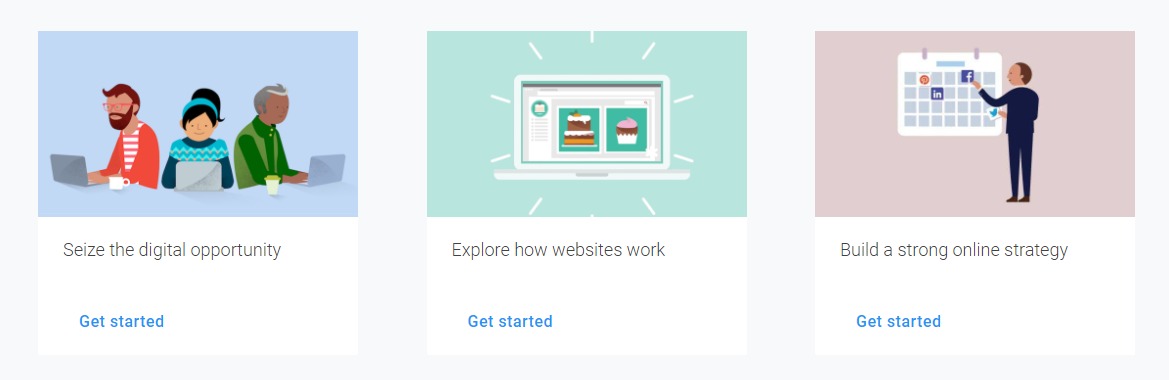 Seize the digital opportunity
Get started
Explore how websites work
Get started
Build a strong online strategy
Get started